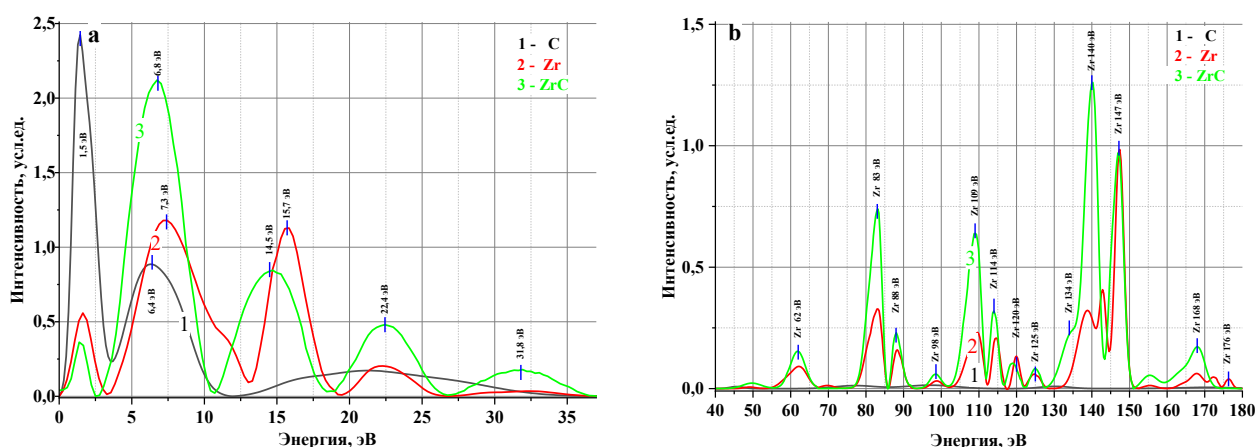 a
Интенсивность, усл.ед.
2,5
2,0
1,5
1,0
0,5
0,0
0
5
10
15
20
25
30
35
Энергия, эВ
1 - C
2 - Zr
3 - ZrC
1,5 эВ
6,8 эВ
7,3 эВ
6,4 эВ
14,5 эВ
15,7 эВ
22,4 эВ
31,8 эВ
3
2
1
b
Интенсивность, усл.ед.
1,5
1,0
0,5
0,0
40
50
60
70
80
90
100
110
120
130
140
150
160
170
180
Энергия, эВ
1 - C
2 - Zr
3 - ZrC
Zr 62 эВ
Zr 83 эВ
Zr 88 эВ
Zr 98 эВ
Zr 109 эВ
Zr 114 эВ
Zr 120 эВ
Zr 125 эВ
Zr 134 эВ
Zr 140 эВ
Zr 147 эВ
Zr 168 эВ
Zr 176 эВ
3
2
1